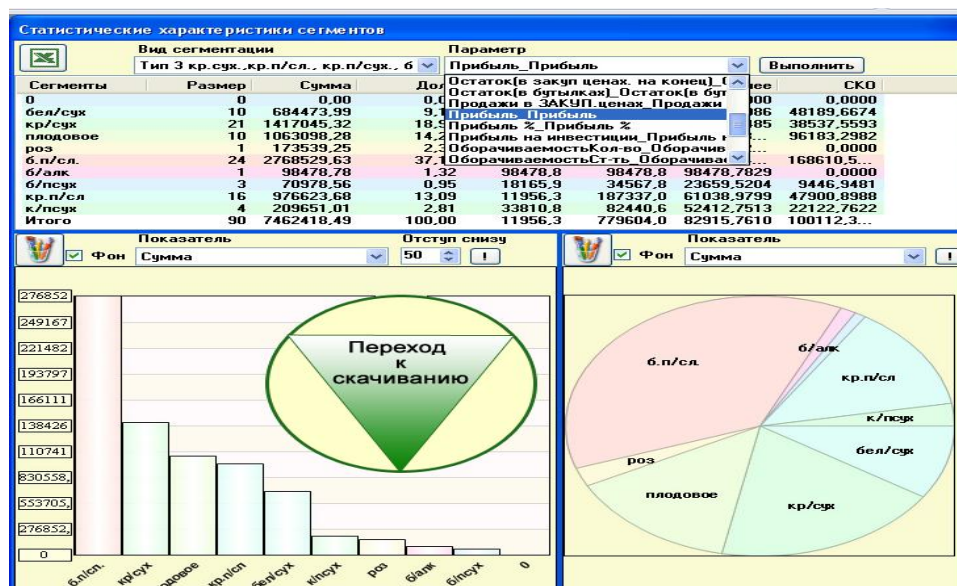 Статистические характеристики сегментов
Вид сегментации Параметр
Тип 3 кр.сух.,кр.п/сл., кр.п/сух., б Прибыль_Прибыль Выполнить
Сегменты Размер Сумма СКО
Остаток(в закуп ценах. на конец)_
Остаток(в бутылках)_Остаток(в бут
Продажи в ЗАКУП.ценах_Продажи
Прибыль_Прибыль
Прибыль %_Прибыль %
Прибыль на инвестиции_Прибыль
ОборачиваемостьКол-во_Оборачив
ОборачиваемостьСт-ть_Оборачивае
0 0 0,00 0,0000
бел/сух 10 684473,99 48189,6674
кр/сух 21 1417045,32 38537,5593
плодовое 10 1063098,28 96183,2982
роз 1 173539,25
б.п/сл. 24 2768529,63 168610,5...
б/алк 1 98478,78 1,32 98478,8 98478,8 98478,7829 0,0000
б/псух 3 70978,56 0,95 18165,9 34567,8 23659,5204 9446,9481
кр.п/сл 16 976623,68 13,09 11956,3 187337,0 61038,9799 47900,8988
к/псух 4 209651,01 2,81 33810,8 82440,6 52412,7513 22122,7622
Итого 90 7462418,49 100,00 11956,3 779604,0 82915,7610 100112,3...
Показатель Отступ снизу
Фон Сумма 50 !
Показатель
Фон Сумма !
276852
249167
221482
193797
166111
138426
110741
830558,
553705,
276852,
0
Переход
к
скачиванию
б.п/сл. кр/сух кр.п/сл бел/сух к/псух роз б/алк б/псух 0
б.п/сл.
б/алк
кр.п/сл
к/псух
бел/сух
кр/сух
плодовое
роз